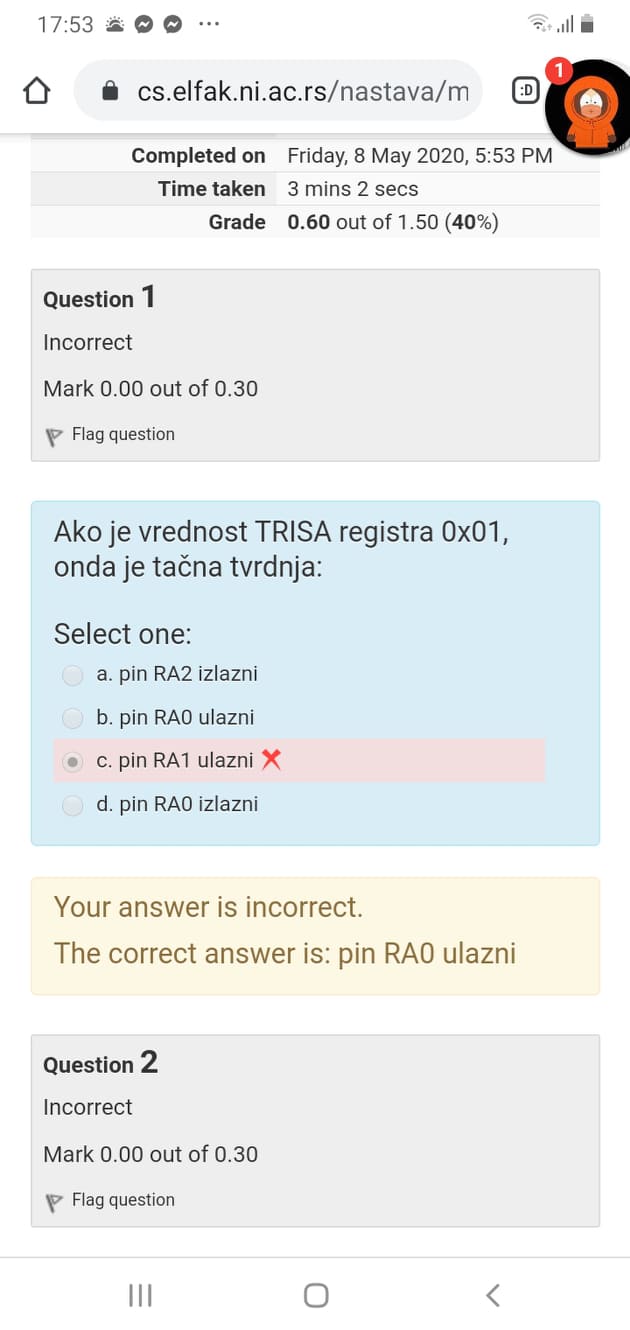 17:53
cs.elfak.ni.ac.rs/nastava/m
:D
1
Completed on Friday, 8 May 2020, 5:53 PM
Time taken 3 mins 2 secs
Grade 0.60 out of 1.50 (40%)
Question 1
Incorrect
Mark 0.00 out of 0.30
Flag question
Ako je vrednost TRISA registra 0x01,
onda je tačna tvrdnja:
Select one:
a. pin RA2 izlazni
b. pin RA0 ulazni
c. pin RA1 ulazni
d. pin RA0 izlazni
Your answer is incorrect.
The correct answer is: pin RA0 ulazni
Question 2
Incorrect
Mark 0.00 out of 0.30
Flag question